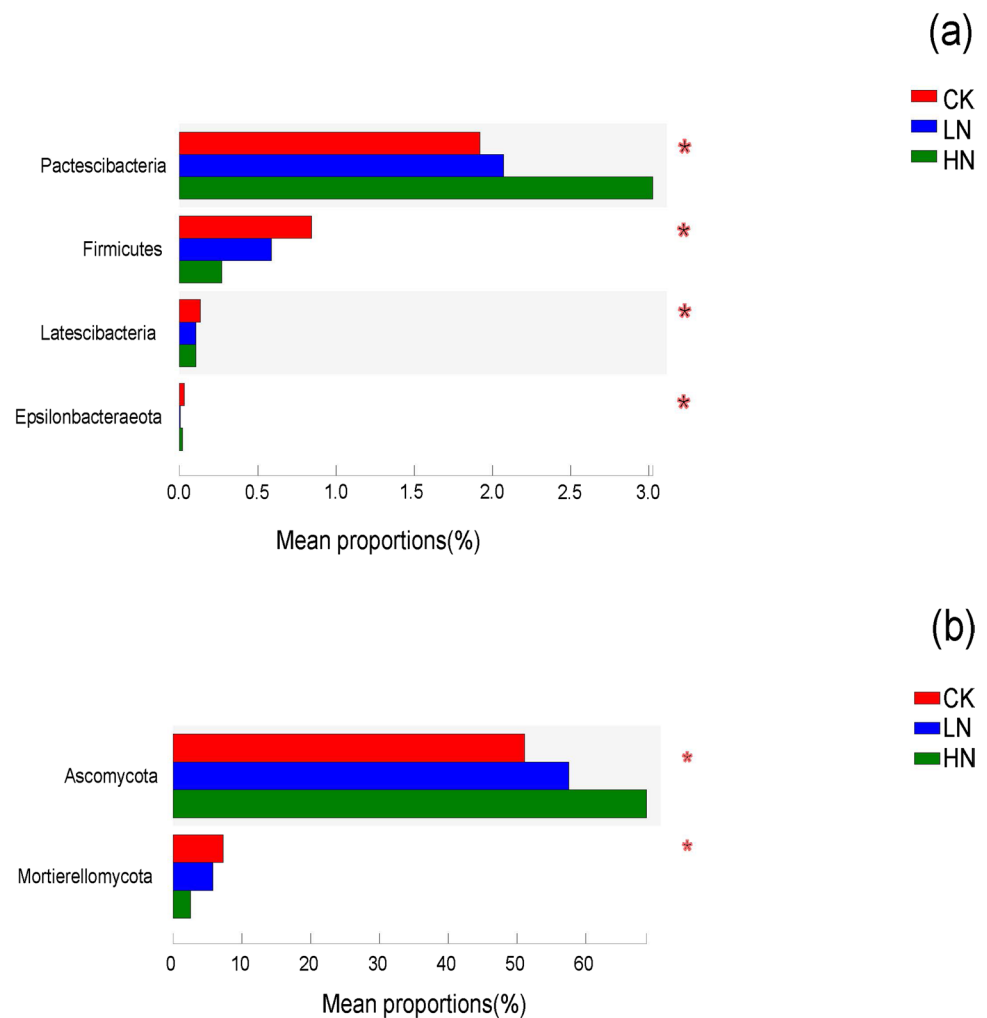 (a)
CK
LN
HN
Pactescibacteria
*
Firmicutes
*
Latescibacteria
*
Epsilonbacteraeota
*
0.0 0.5 1.0 1.5 2.0 2.5 3.0
Mean proportions(%)
(b)
CK
LN
HN
Ascomycota
*
Mortierellomycota
*
0 10 20 30 40 50 60
Mean proportions(%)